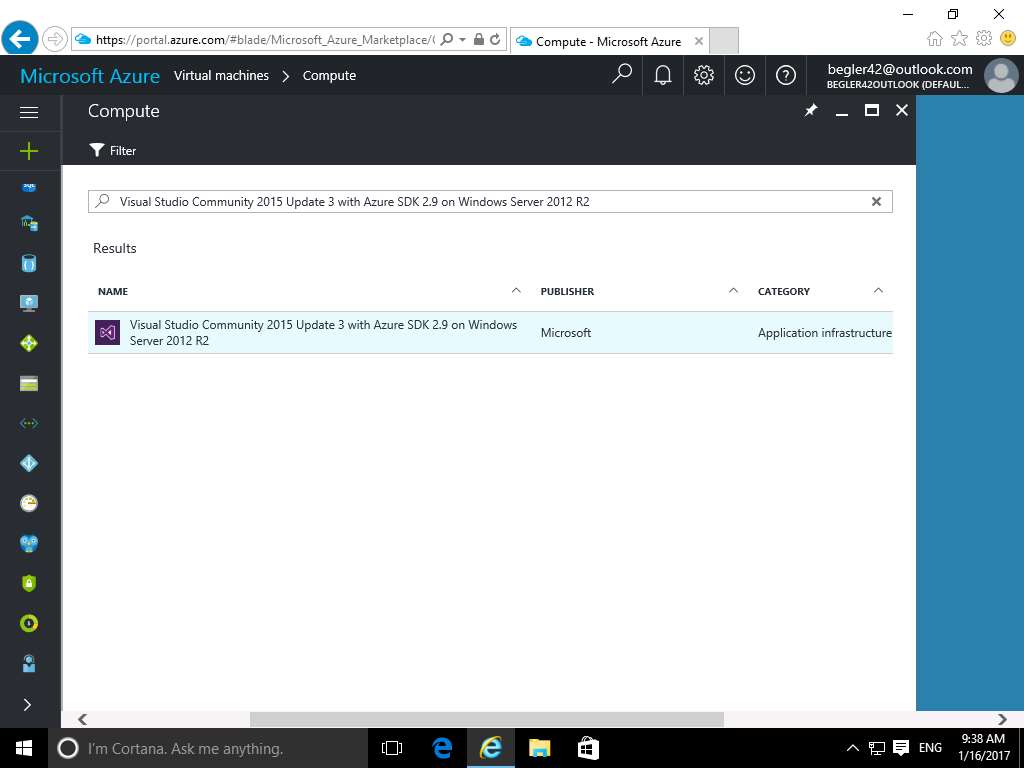 https://portal.azure.com/#blade/Microsoft_Azure_Marketplace/
Compute - Microsoft Azure
Microsoft Azure Virtual machines Compute
begler42@outlook.com
BEGLER42OUTLOOK (DEFAUL...
Compute
Filter
Visual Studio Community 2015 Update 3 with Azure SDK 2.9 on Windows Server 2012 R2
Results
NAME PUBLISHER CATEGORY
Visual Studio Community 2015 Update 3 with Azure SDK 2.9 on Windows
Server 2012 R2
Microsoft
Application infrastructure
I'm Cortana. Ask me anything.
ENG
9:38 AM
1/16/2017